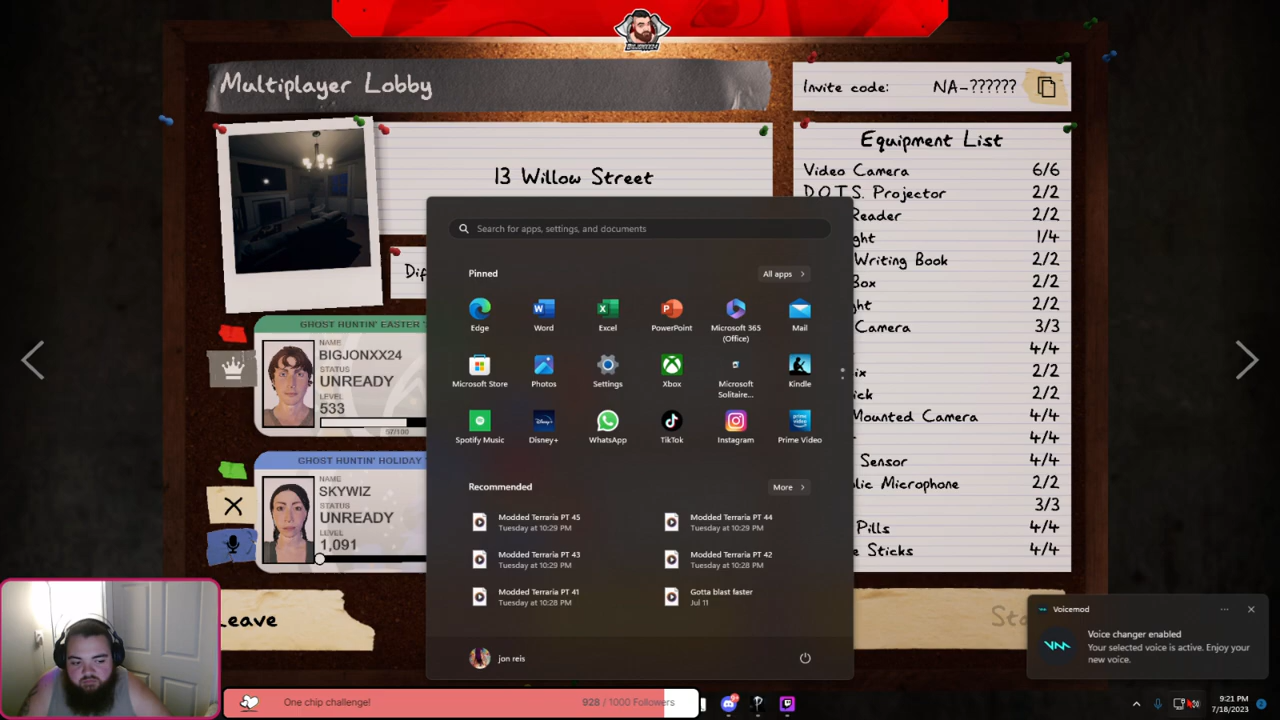 BIGJONXX24
Multiplayer Lobby
Invite code: NA-??????
13 Willow Street
Dif
Equipment List
Video Camera 6/6
D.O.T.S. Projector 2/2
Reader 2/2
ght 1/4
Writing Book 2/2
Box 2/2
ght 2/2
Camera 3/3
4/4
ix 2/2
ick 2/2
Mounted Camera 4/4
4/4
Sensor 4/4
lic Microphone 2/2
3/3
Pills 4/4
e Sticks 4/4
GHOST HUNTIN' EASTER
NAME
BIGJONXX24
STATUS
UNREADY
LEVEL
533
57/100
GHOST HUNTIN' HOLIDAY
NAME
SKYWIZ
STATUS
UNREADY
LEVEL
1,091
Leave
Sta
Search for apps, settings, and documents
Pinned
All apps >
Edge Word Excel PowerPoint Microsoft 365 Mail
(Office)
Microsoft Store Photos Settings Xbox Microsoft Kindle
Solitaire...
Spotify Music Disney+ WhatsApp TikTok Instagram Prime Video
Recommended
More >
Modded Terraria PT 45
Tuesday at 10:29 PM
Modded Terraria PT 44
Tuesday at 10:29 PM
Modded Terraria PT 43
Tuesday at 10:29 PM
Modded Terraria PT 42
Tuesday at 10:28 PM
Modded Terraria PT 41
Tuesday at 10:28 PM
Gotta blast faster
Jul 11
jon reis
Voicemod
Voice changer enabled
Your selected voice is active. Enjoy your
new voice.
One chip challenge! 928 / 1000 Followers
9:21 PM
7/18/2023